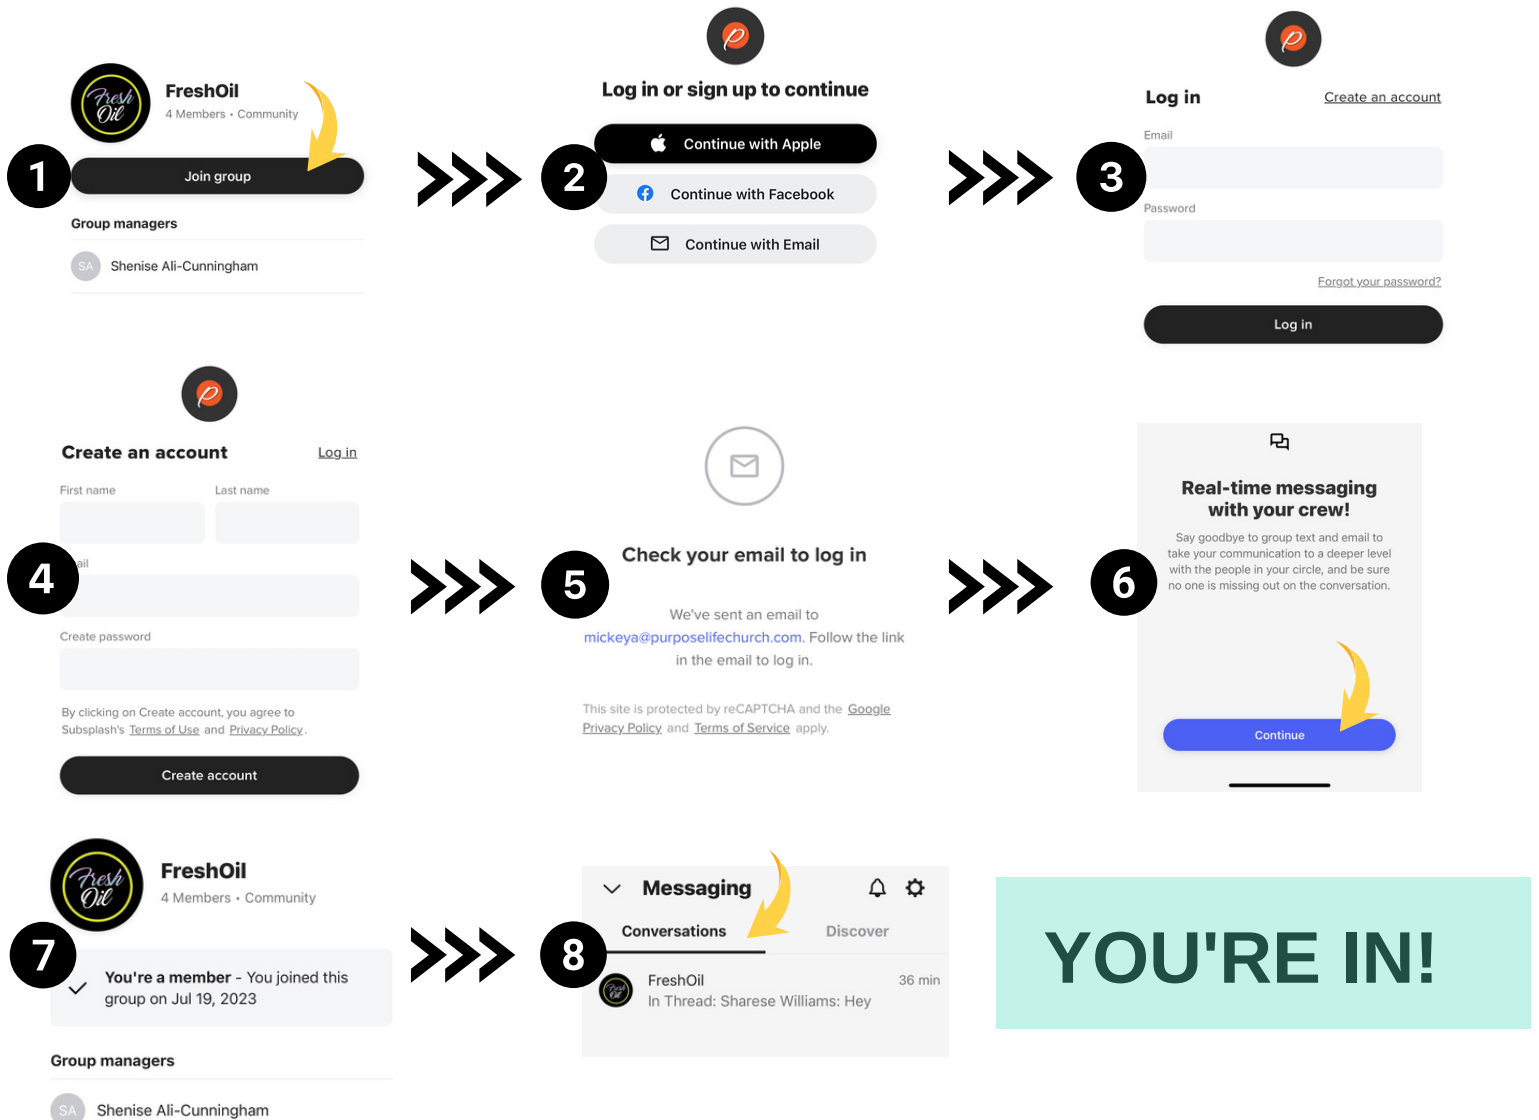 Fresh
Oil
FreshOil
4 Members • Community
1
Join group
Group managers
SA
Shenise Ali-Cunningham
p
Log in or sign up to continue
2
Continue with Apple
Continue with Facebook
Continue with Email
p
Log in
Create an account
3
Email
Password
Forgot your password?
Log in
p
Create an account
Log in
First name
Last name
4
ail
Create password
By clicking on Create account, you agree to
Subsplash's Terms of Use and Privacy Policy.
Create account
Check your email to log in
5
We've sent an email to
mickeya@purposelifechurch.com. Follow the link
in the email to log in.
This site is protected by reCAPTCHA and the Google
Privacy Policy and Terms of Service apply.
Real-time messaging
with your crew!
6
Say goodbye to group text and email to
take your communication to a deeper level
with the people in your circle, and be sure
no one is missing out on the conversation.
Continue
Fresh
Oil
FreshOil
4 Members • Community
7
You're a member - You joined this
group on Jul 19, 2023
Group managers
SA
Shenise Ali-Cunningham
Messaging
Conversations
Discover
8
Fresh
Oil
FreshOil
36 min
In Thread: Sharese Williams: Hey
YOU'RE IN!